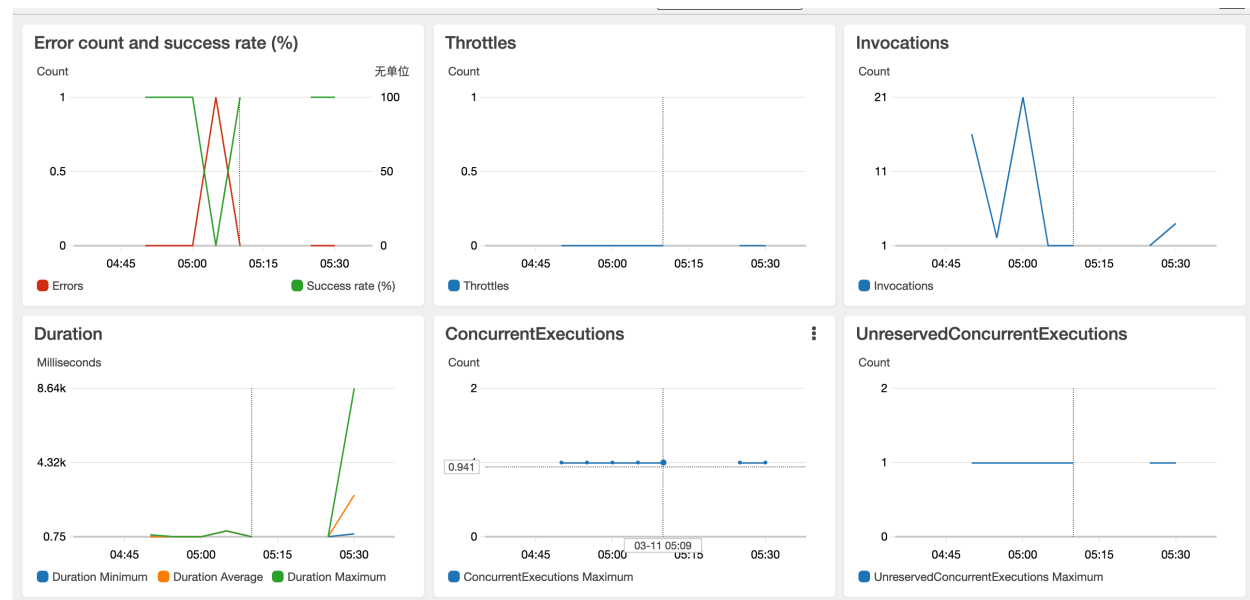 Error count and success rate (%)
Count
无单位
1
100
0.5
50
0
0
04:45
05:00
05:15
05:30
Errors
Success rate (%)
Throttles
Count
1
0.5
0
04:45
05:00
05:15
05:30
Throttles
Invocations
Count
21
11
1
04:45
05:00
05:15
05:30
Invocations
Duration
Milliseconds
8.64k
4.32k
0.75
04:45
05:00
05:15
05:30
Duration Minimum
Duration Average
Duration Maximum
ConcurrentExecutions
Count
2
1
0.941
0
04:45
05:00
03-11 05:09
05:15
05:30
ConcurrentExecutions Maximum
UnreservedConcurrentExecutions
Count
2
1
0
04:45
05:00
05:15
05:30
UnreservedConcurrentExecutions Maximum